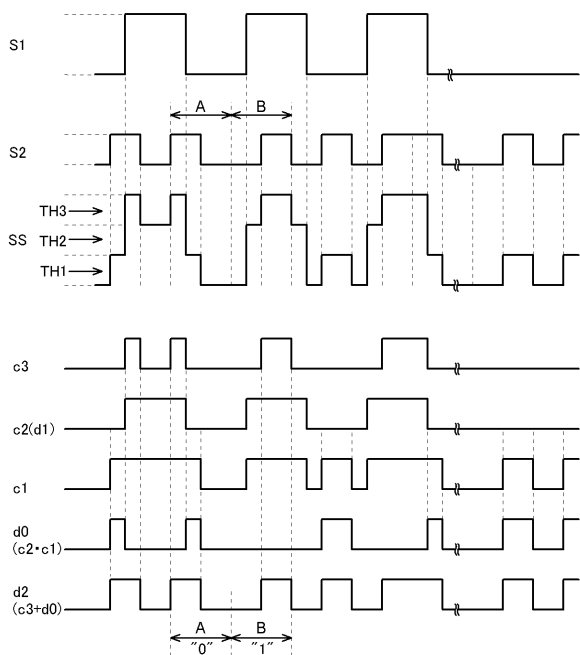 S1
A B
S2
TH3
SS TH2
TH1
c3
c2(d1)
c1
d0
(c2・c1)
d2
(c3+d0)
A B
"0" "1"